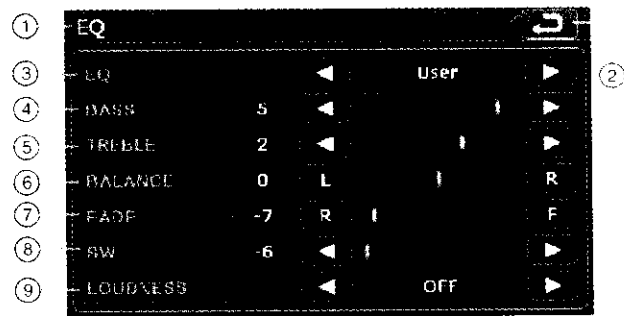 ① EQ
③ EQ User ②
④ BASS 5
⑤ TREBLE 2
⑥ BALANCE 0 L R
⑦ FADE -7 R F
⑧ SW -6
⑨ LOUDNESS OFF